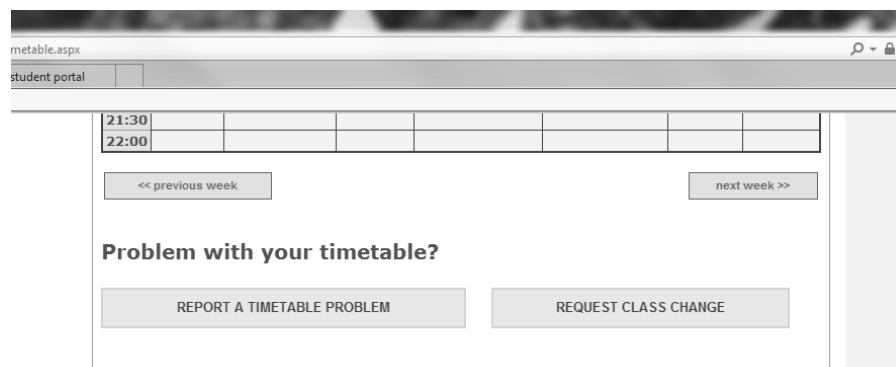 metable.aspx
student portal
21:30
22:00
<< previous week
next week >>
Problem with your timetable?
REPORT A TIMETABLE PROBLEM
REQUEST CLASS CHANGE